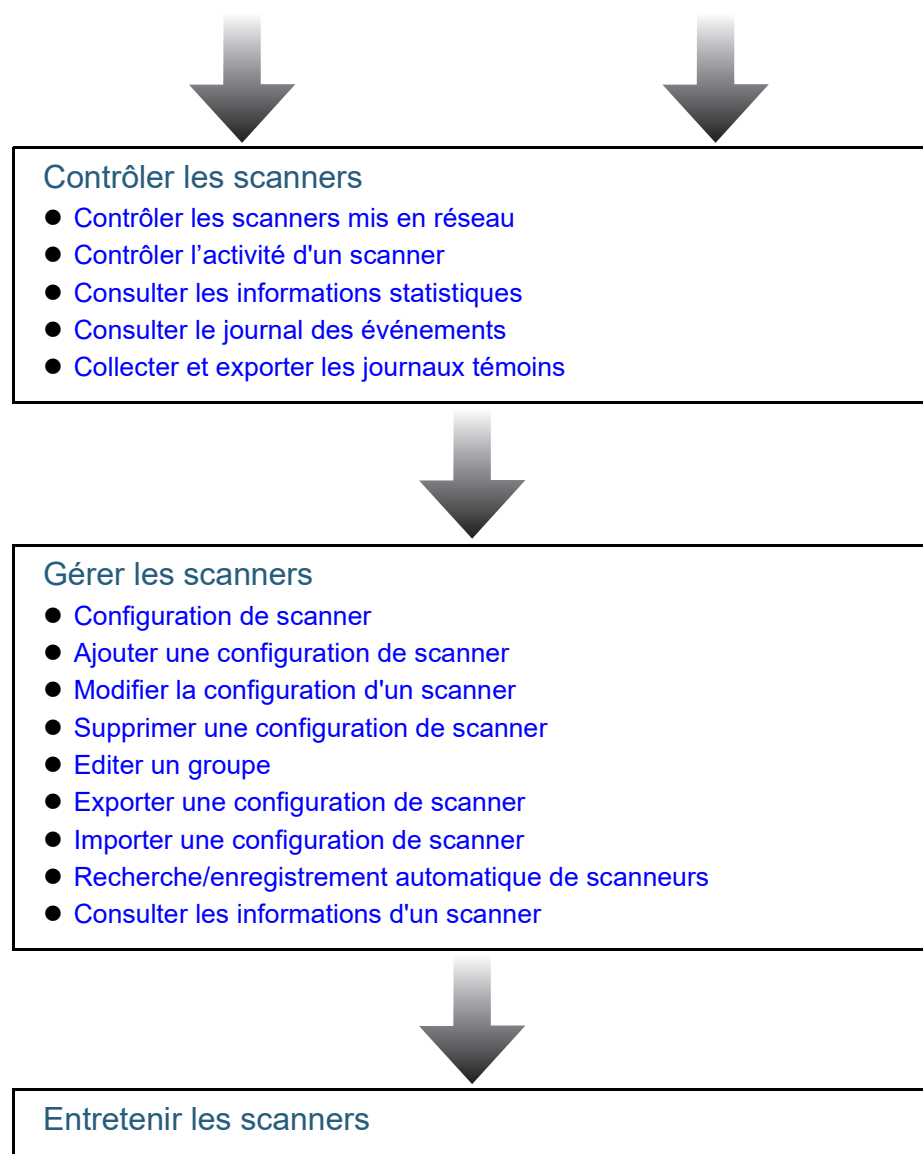 Contrôler les scanners
● Contrôler les scanners mis en réseau
● Contrôler l’activité d'un scanner
● Consulter les informations statistiques
● Consulter le journal des événements
● Collecter et exporter les journaux témoins
Gérer les scanners
● Configuration de scanner
● Ajouter une configuration de scanner
● Modifier la configuration d'un scanner
● Supprimer une configuration de scanner
● Editer un groupe
● Exporter une configuration de scanner
● Importer une configuration de scanner
● Recherche/enregistrement automatique de scanneurs
● Consulter les informations d'un scanner
Entretenir les scanners